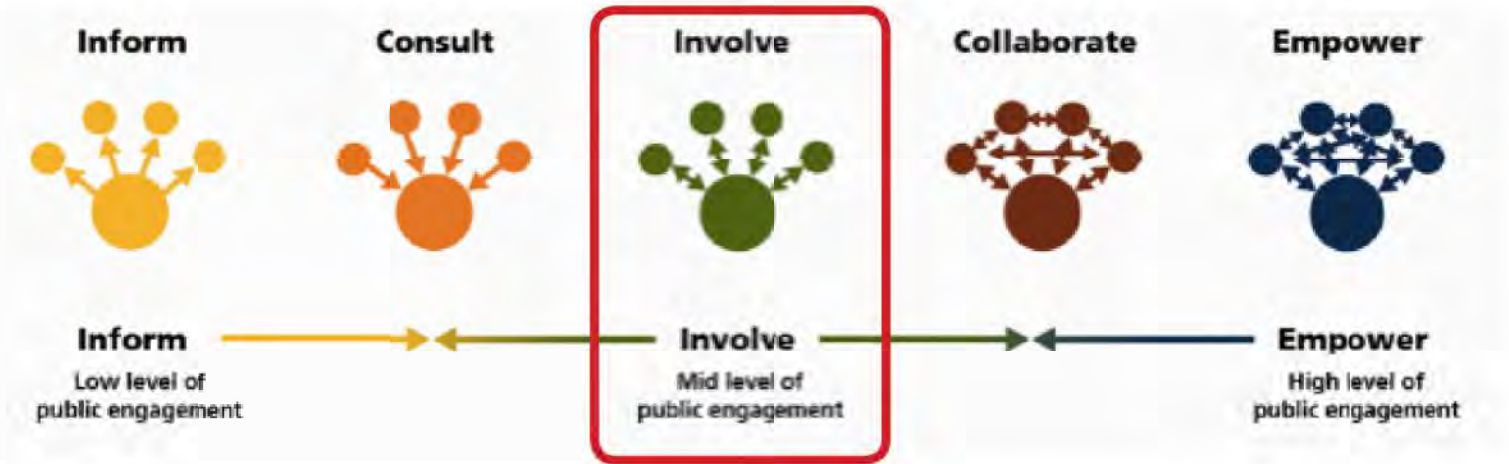 Inform Consult Involve Collaborate Empower
Inform Involve Empower
Low level of Mid level of High level of
public engagement public engagement public engagement